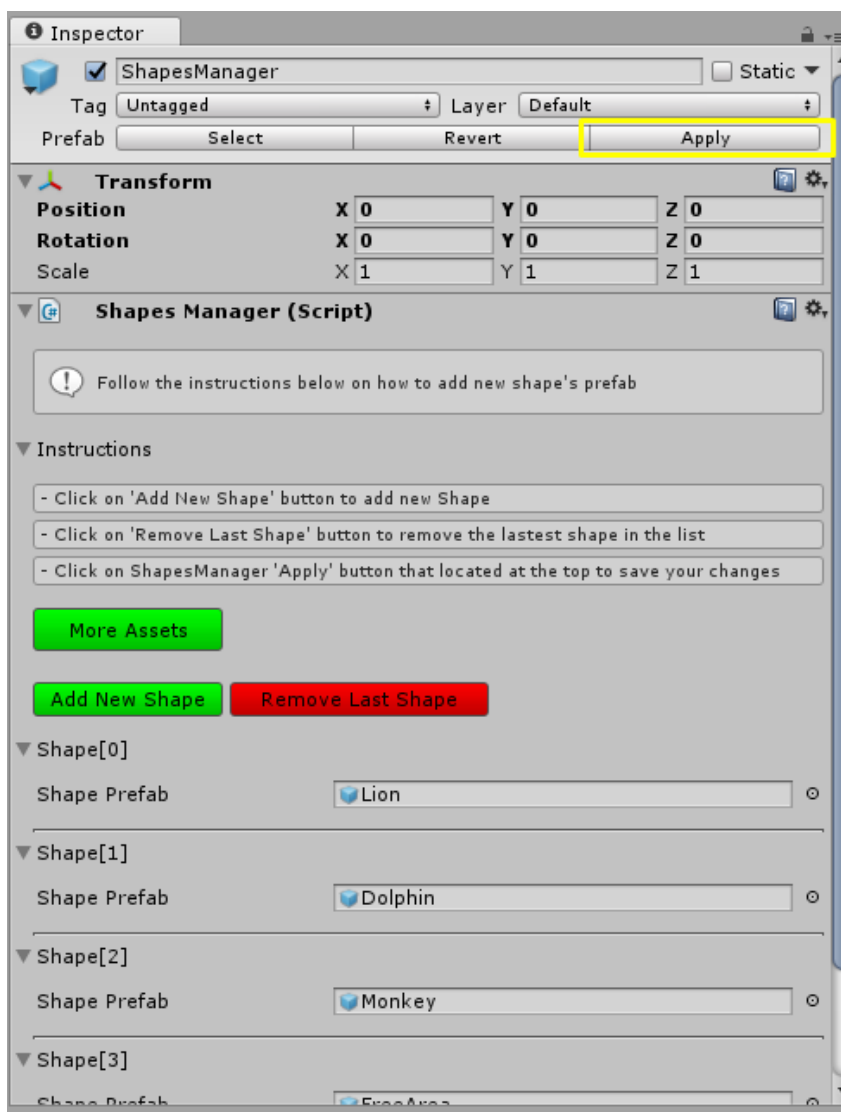 Inspector
ShapesManager Static
Tag Untagged Layer Default
Prefab Select Revert Apply
Transform
Position X 0 Y 0 Z 0
Rotation X 0 Y 0 Z 0
Scale X 1 Y 1 Z 1
Shapes Manager (Script)
Follow the instructions below on how to add new shape's prefab
Instructions
- Click on 'Add New Shape' button to add new Shape
- Click on 'Remove Last Shape' button to remove the lastest shape in the list
- Click on ShapesManager 'Apply' button that located at the top to save your changes
More Assets
Add New Shape Remove Last Shape
Shape[0]
Shape Prefab Lion
Shape[1]
Shape Prefab Dolphin
Shape[2]
Shape Prefab Monkey
Shape[3]
Shape Prefab FreeArea